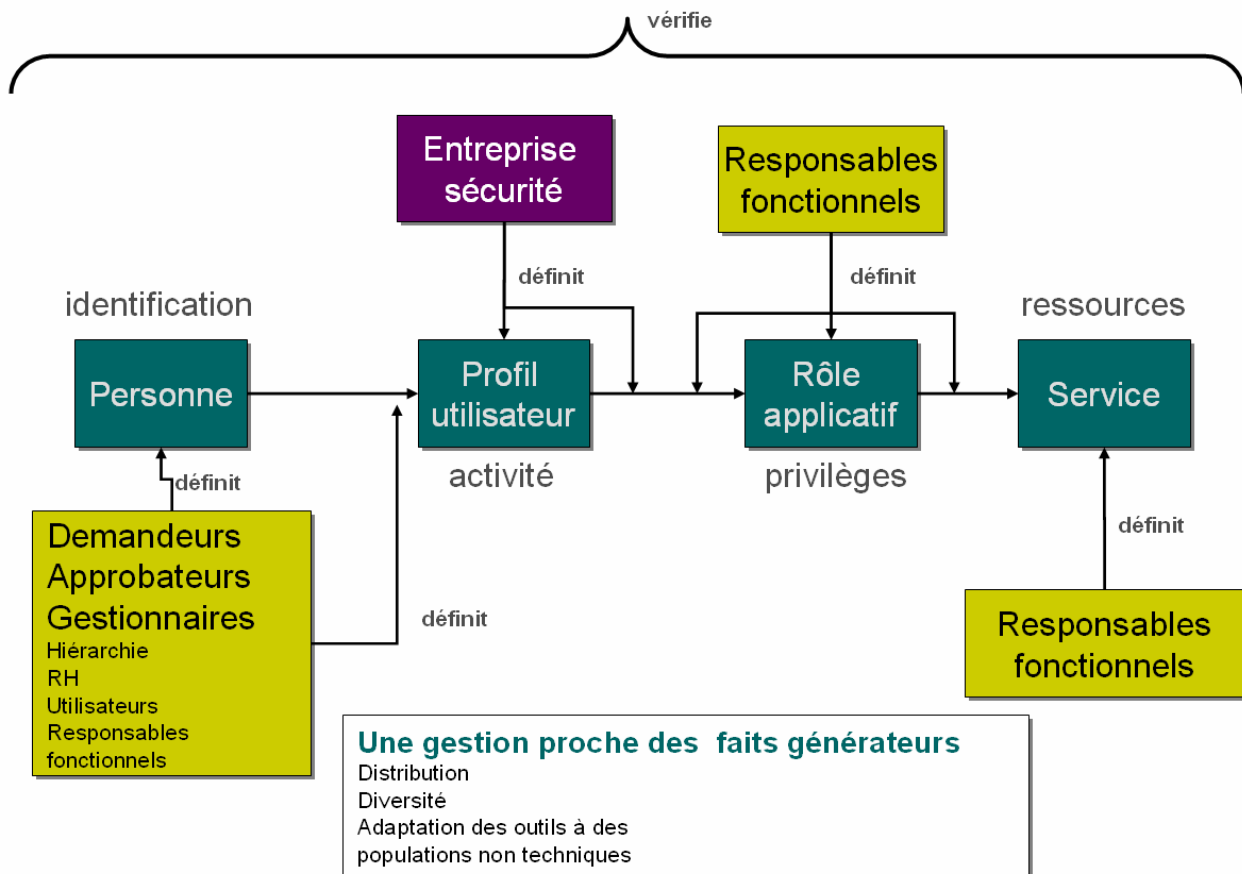 vérifie
Entreprise
sécurité
Responsables
fonctionnels
définit
définit
identification
ressources
Personne
Profil
utilisateur
Rôle
applicatif
Service
activité
privilèges
définit
Demandeurs
Approbateurs
Gestionnaires
Hiérarchie
RH
Utilisateurs
Responsables
fonctionnels
définit
définit
Responsables
fonctionnels
Une gestion proche des faits générateurs
Distribution
Diversité
Adaptation des outils à des
populations non techniques